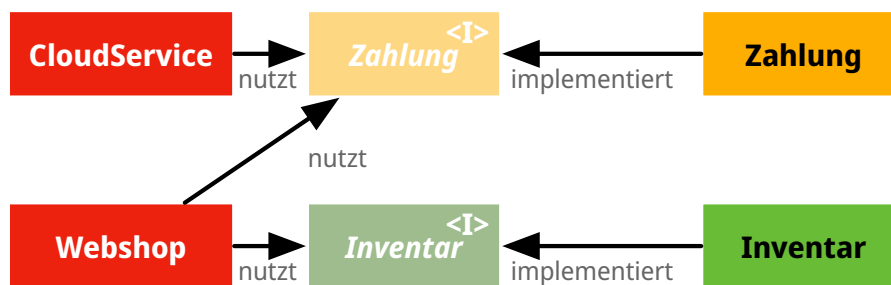 <I>
CloudService
Zahlung
Zahlung
nutzt
implementiert
nutzt
<I>
Webshop
Inventar
Inventar
nutzt
implementiert